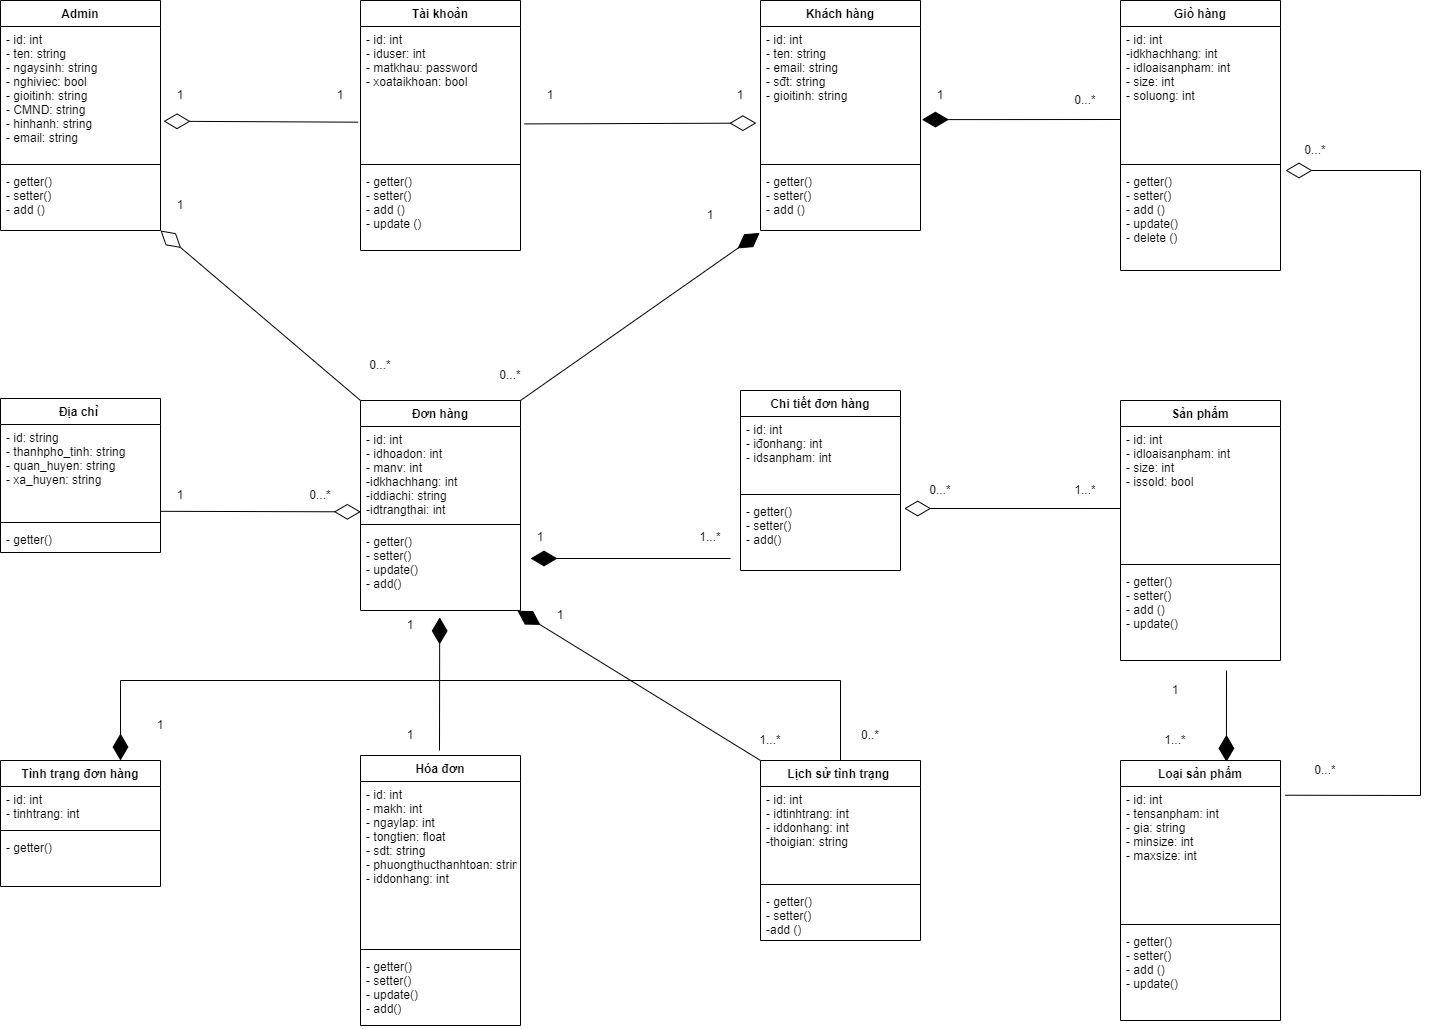 Admin
- id: int
- ten: string
- ngaysinh: string
- nghiviec: bool
- gioitinh: string
- CMND: string
- hinhanh: string
- email: string
- getter()
- setter()
- add ()
Tài khoản
- id: int
- iduser: int
- matkhau: password
- xoataikhoan: bool
- getter()
- setter()
- add ()
- update ()
Khách hàng
- id: int
- ten: string
- email: string
- sđt: string
- gioitinh: string
- getter()
- setter()
- add ()
Giỏ hàng
- id: int
-idkhachhang: int
- idloaisanpham: int
- size: int
- soluong: int
- getter()
- setter()
- add ()
- update()
- delete ()
1
1
1
1
1
0...*
0...*
1
1
0...*
0...*
Địa chỉ
- id: string
- thanhpho_tinh: string
- quan_huyen: string
- xa_huyen: string
- getter()
1
0...*
Đơn hàng
- id: int
- idhoadon: int
- manv: int
-idkhachhang: int
-iddiachi: string
-idtrangthai: int
- getter()
- setter()
- update()
- add()
1
1...*
Chi tiết đơn hàng
- id: int
- iđonhang: int
- idsanpham: int
- getter()
- setter()
- add()
0...*
1...*
Sản phẩm
- id: int
- idloaisanpham: int
- size: int
- issold: bool
- getter()
- setter()
- add ()
- update()
1
1
1
1
1
1...*
0..*
1...*
0...*
Tình trạng đơn hàng
- id: int
- tinhtrang: int
- getter()
Hóa đơn
- id: int
- makh: int
- ngaylap: int
- tongtien: float
- sdt: string
- phuongthucthanhtoan: strin
- iddonhang: int
- getter()
- setter()
- update()
- add()
Lịch sử tình trạng
- id: int
- idtinhtrang: int
- iddonhang: int
-thoigian: string
- getter()
- setter()
-add ()
Loại sản phẩm
- id: int
- tensanpham: int
- gia: string
- minsize: int
- maxsize: int
- getter()
- setter()
- add ()
- update()